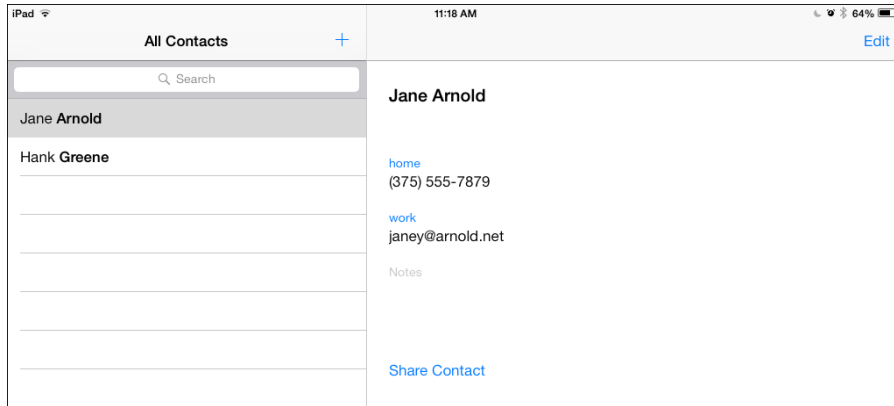 iPad
11:18 AM
64%
All Contacts
+
Edit
Search
Jane Arnold
Hank Greene
Jane Arnold
home
(375) 555-7879
work
janey@arnold.net
Notes
Share Contact